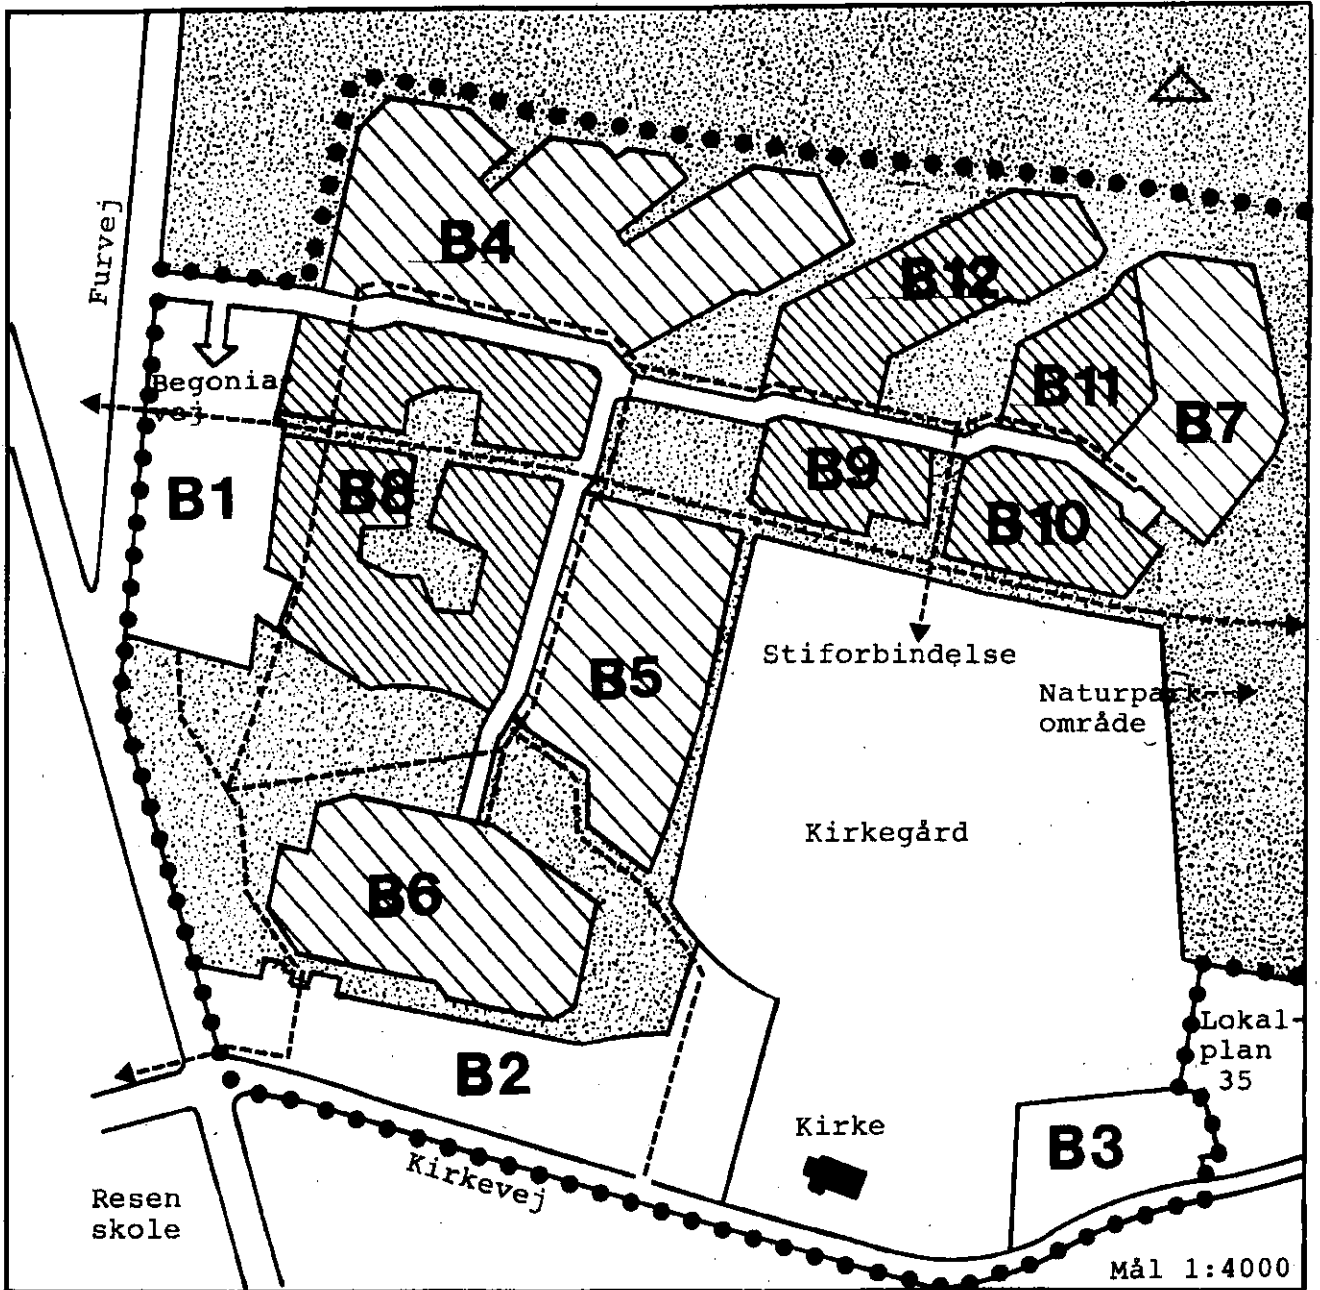 Furvej
B4
B12
B11
B7
Begonia-
vej
B1
B8
B9
B10
Stiforbindelse
B5
Naturpark-
område
Kirkegård
B6
Lokal-
plan
35
B2
Kirke
B3
Kirkevej
Resen
skole
Mål 1:4000